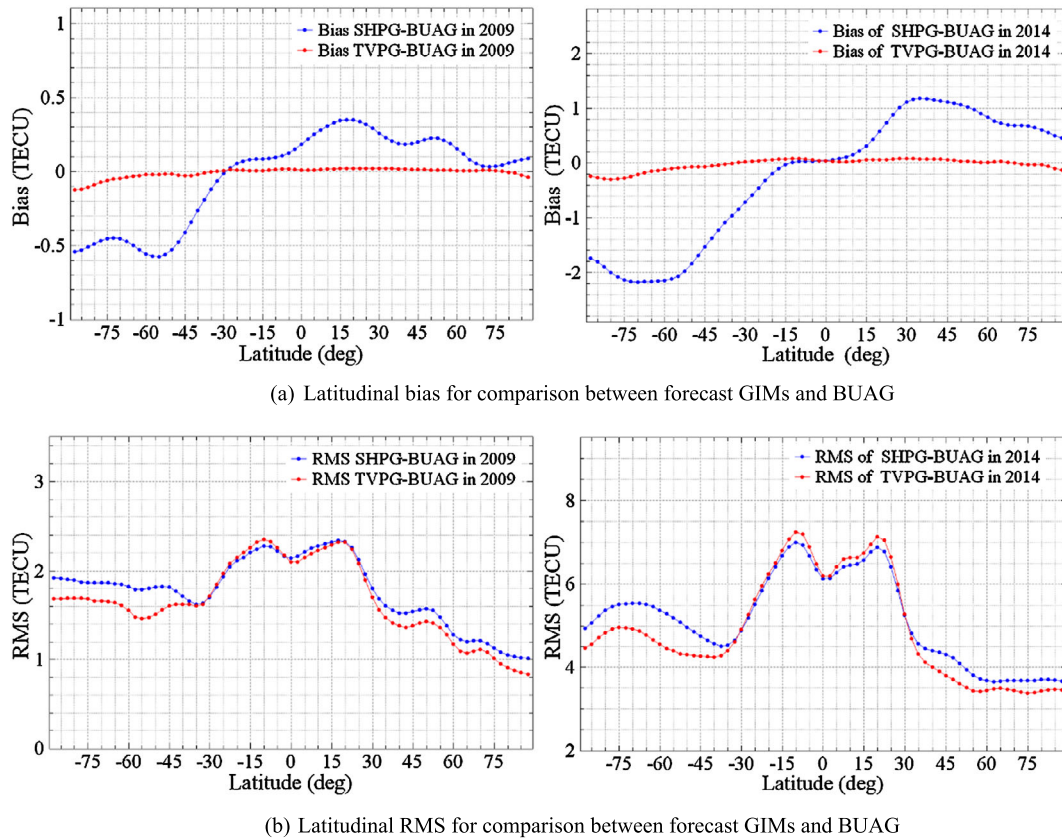 Bias SHPG-BUAG in 2009
Bias TVPG-BUAG in 2009
Bias (TECU)
1
0.5
0
-0.5
-1
-75 -60 -45 -30 -15 0 15 30 45 60 75
Latitude (deg)
Bias of SHPG-BUAG in 2014
Bias of TVPG-BUAG in 2014
Bias (TECU)
2
1
0
-1
-2
-75 -60 -45 -30 -15 0 15 30 45 60 75
Latitude (deg)
(a) Latitudinal bias for comparison between forecast GIMs and BUAG
RMS SHPG-BUAG in 2009
RMS TVPG-BUAG in 2009
RMS (TECU)
3
2
1
0
-75 -60 -45 -30 -15 0 15 30 45 60 75
Latitude (deg)
RMS of SHPG-BUAG in 2014
RMS of TVPG-BUAG in 2014
RMS (TECU)
8
6
4
2
-75 -60 -45 -30 -15 0 15 30 45 60 75
Latitude (deg)
(b) Latitudinal RMS for comparison between forecast GIMs and BUAG